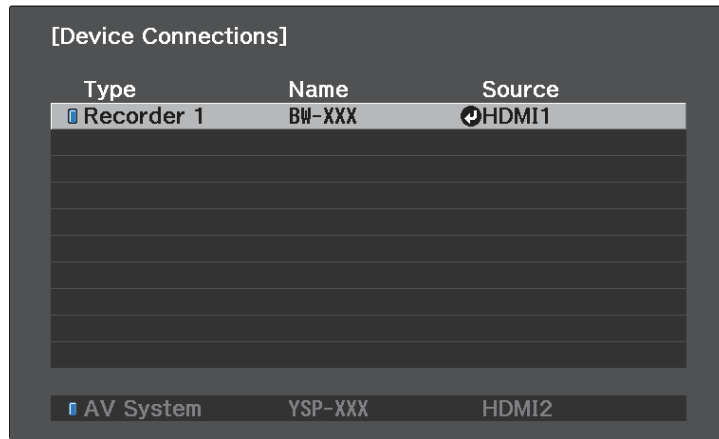 [Device Connections]
Type Name Source
Recorder 1 BW-XXX HDMI1
AV System YSP-XXX HDMI2